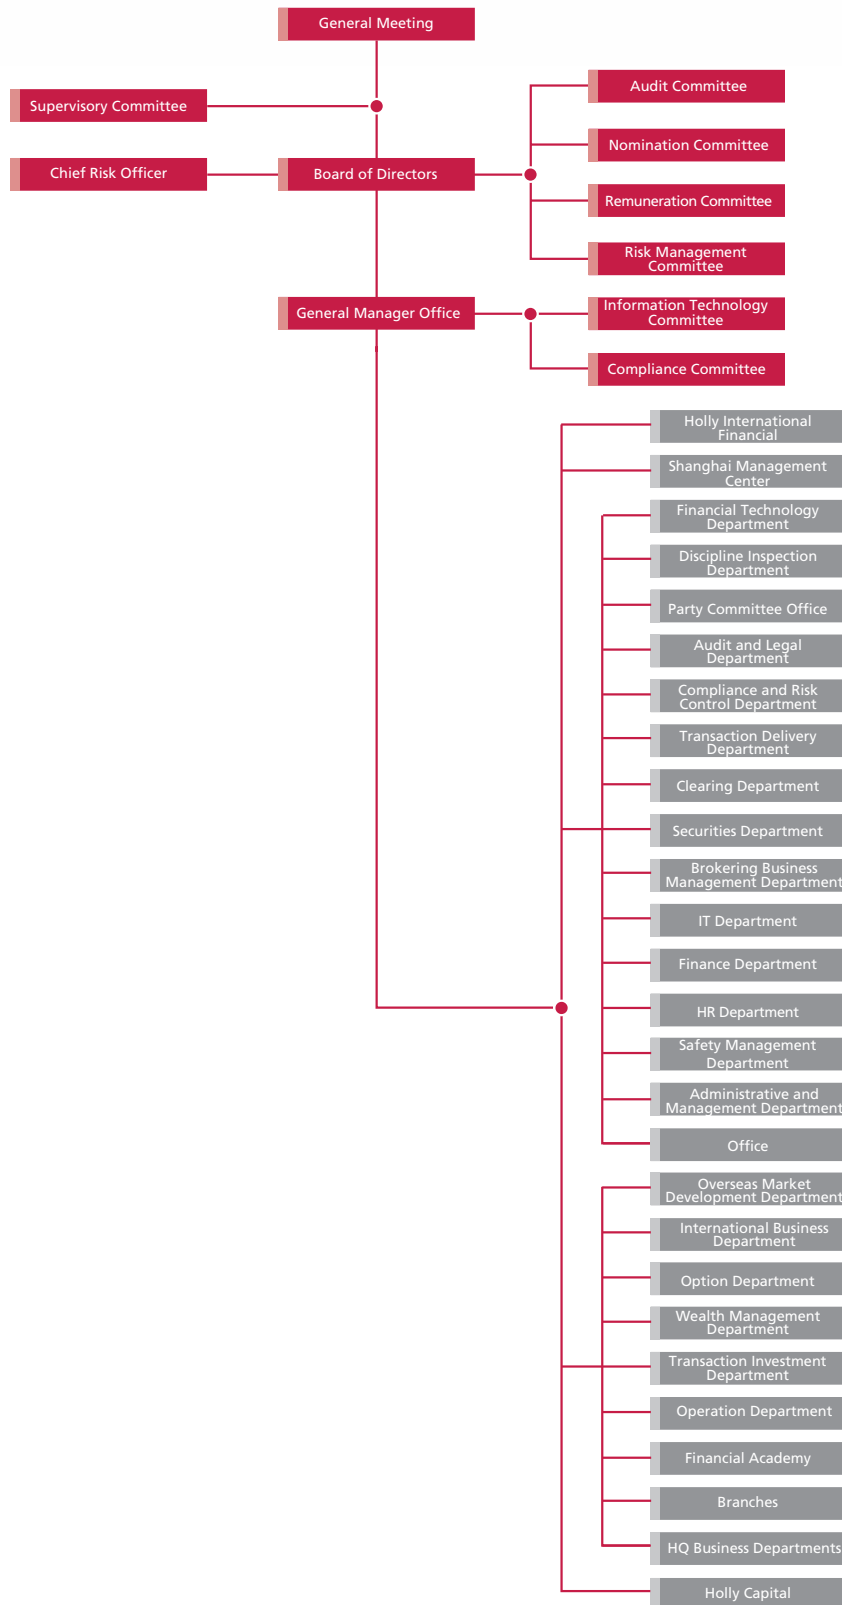 General Meeting
Supervisory Committee
Audit Committee
Nomination Committee
Chief Risk Officer
Board of Directors
Remuneration Committee
Risk Management
Committee
General Manager Office
Information Technology
Committee
Compliance Committee
Holly International
Financial
Shanghai Management
Center
Financial Technology
Department
Discipline Inspection
Department
Party Committee Office
Audit and Legal
Department
Compliance and Risk
Control Department
Transaction Delivery
Department
Clearing Department
Securities Department
Brokering Business
Management Department
IT Department
Finance Department
HR Department
Safety Management
Department
Administrative and
Management Department
Office
Overseas Market
Development Department
International Business
Department
Option Department
Wealth Management
Department
Transaction Investment
Department
Operation Department
Financial Academy
Branches
HQ Business Departments
Holly Capital